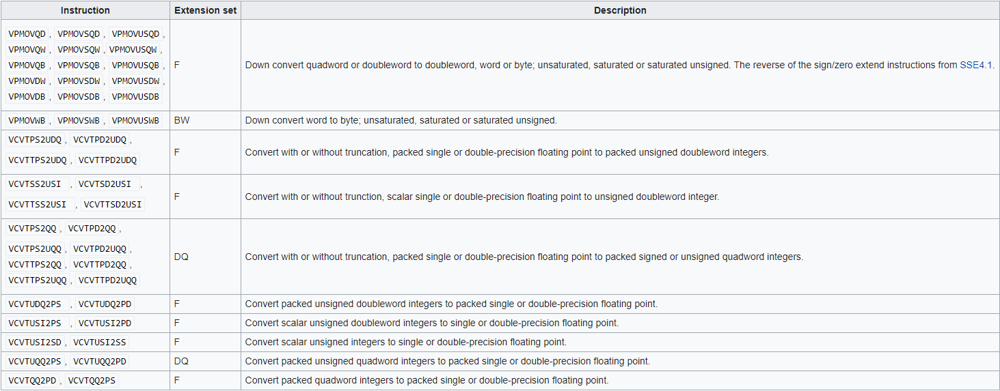 Instruction Extension set Description
VPMOVQD, VPMOVSQD, VPMOVUSQD,
VPMOVQW, VPMOVSQW, VPMOVUSQW,
VPMOVQB, VPMOVSQB, VPMOVUSQB,
VPMOVDW, VPMOVSDW, VPMOVUSDW,
VPMOVDB, VPMOVSDB, VPMOVUSDB
F
Down convert quadword or doubleword to doubleword, word or byte; unsaturated, saturated or saturated unsigned. The reverse of the sign/zero extend instructions from SSE4.1.
VPMOVWB, VPMOVSWB, VPMOVUSWB BW Down convert word to byte; unsaturated, saturated or saturated unsigned.
VCVTPS2UDQ, VCVTPD2UDQ,
VCVTTPS2UDQ, VCVTTPD2UDQ
F
Convert with or without truncation, packed single or double-precision floating point to packed unsigned doubleword integers.
VCVTSS2USI, VCVTSD2USI,
VCVTTSS2USI, VCVTTSD2USI
F
Convert with or without trunction, scalar single or double-precision floating point to unsigned doubleword integer.
VCVTPS2QQ, VCVTPD2QQ,
VCVTPS2UQQ, VCVTPD2UQQ,
VCVTTPS2QQ, VCVTTPD2QQ,
VCVTTPS2UQQ, VCVTTPD2UQQ
DQ
Convert with or without truncation, packed single or double-precision floating point to packed signed or unsigned quadword integers.
VCVTUDQ2PS, VCVTUDQ2PD F Convert packed unsigned doubleword integers to packed single or double-precision floating point.
VCVTUSI2PS, VCVTUSI2PD F Convert scalar unsigned doubleword integers to single or double-precision floating point.
VCVTUSI2SD, VCVTUSI2SS F Convert scalar unsigned integers to single or double-precision floating point.
VCVTUQQ2PS, VCVTUQQ2PD DQ Convert packed unsigned quadword integers to packed single or double-precision floating point.
VCVTQQ2PD, VCVTQQ2PS F Convert packed quadword integers to packed single or double-precision floating point.